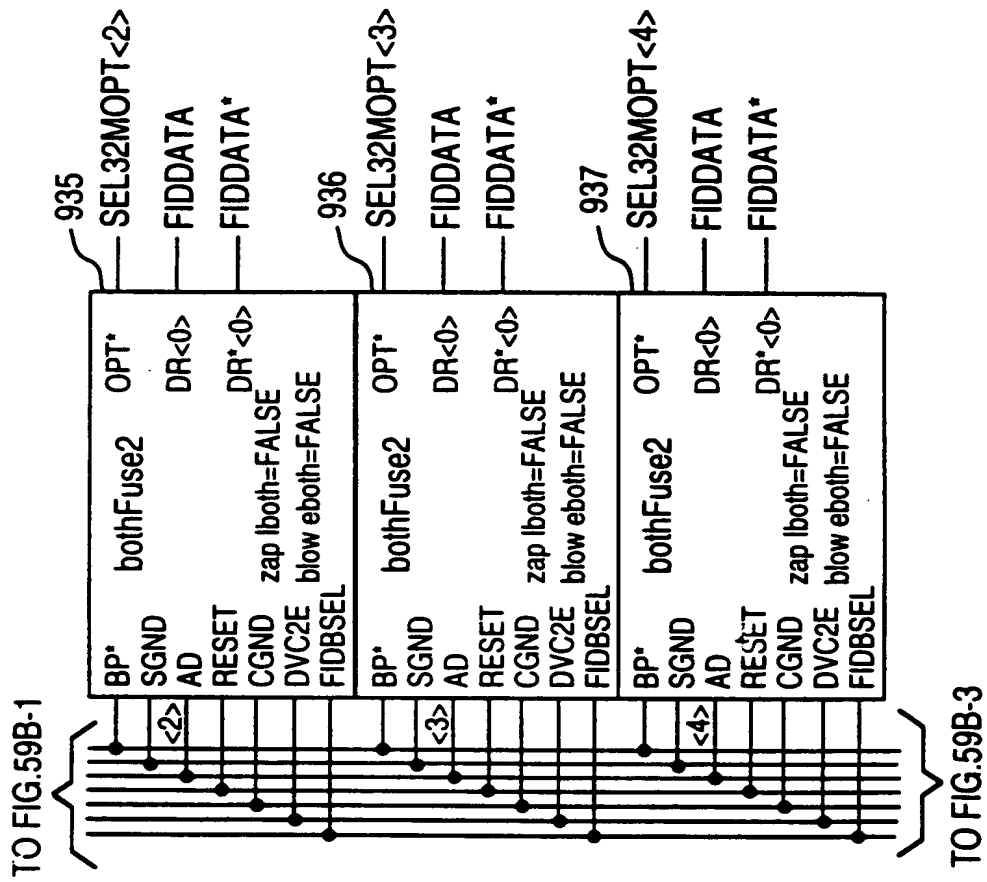 TO FIG.59B-1
935
SEL32MOPT<2>
FIDDATA
FIDDATA*
BP*
SGND
<2>
AD
RESET
CGND
DVC2E
FIDBSEL
bothFuse2
OPT*
DR<0>
DR*<0>
zap lboth=FALSE
blow eboth=FALSE
936
SEL32MOPT<3>
FIDDATA
FIDDATA*
BP*
SGND
<3>
AD
RESET
CGND
DVC2E
FIDBSEL
bothFuse2
OPT*
DR<0>
DR*<0>
zap lboth=FALSE
blow eboth=FALSE
937
SEL32MOPT<4>
FIDDATA
FIDDATA*
BP*
SGND
<4>
AD
RESET
CGND
DVC2E
FIDBSEL
bothFuse2
OPT*
DR<0>
DR*<0>
zap lboth=FALSE
blow eboth=FALSE
TO FIG.59B-3